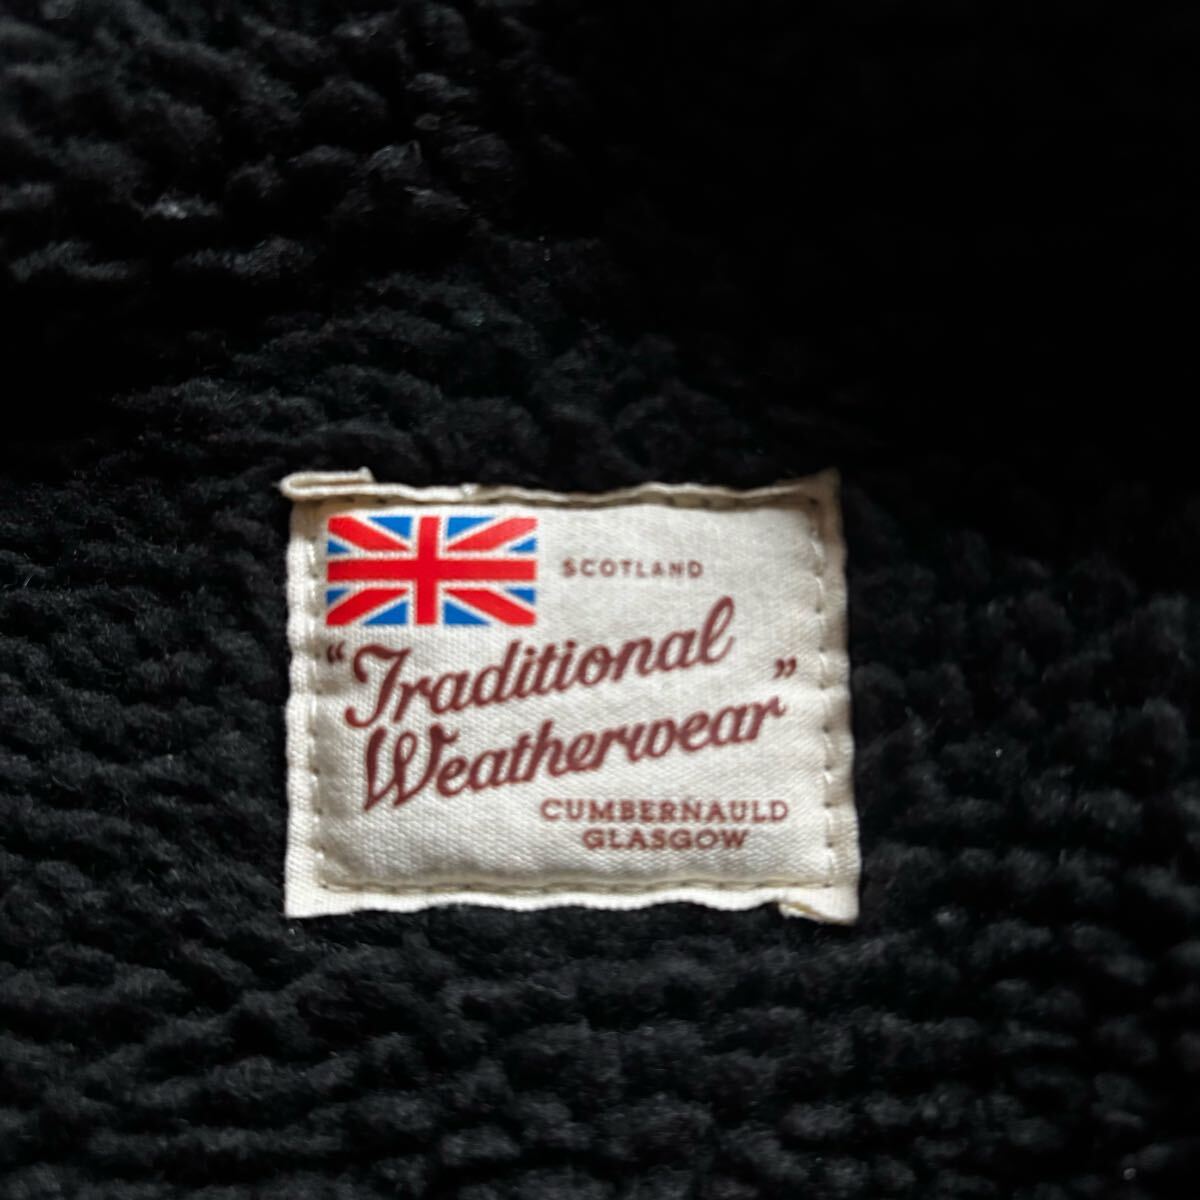 SCOTLAND
"Traditional
Weatherwear"
CUMBERNAULD
GLASGOW